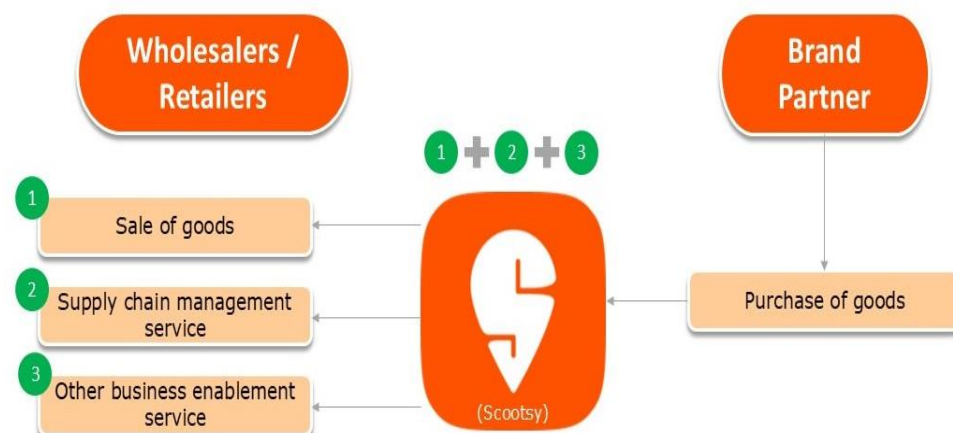 Wholesalers /
Retailers
Brand
Partner
1 + 2 + 3
1
Sale of goods
2
Supply chain management
service
3
Other business enablement
service
(Scootsy)
Purchase of goods